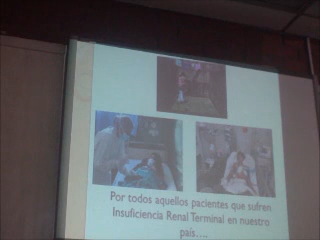 Por todos aquellos pacientes que sufren
Insuficiencia Renal Terminal en nuestro
país....